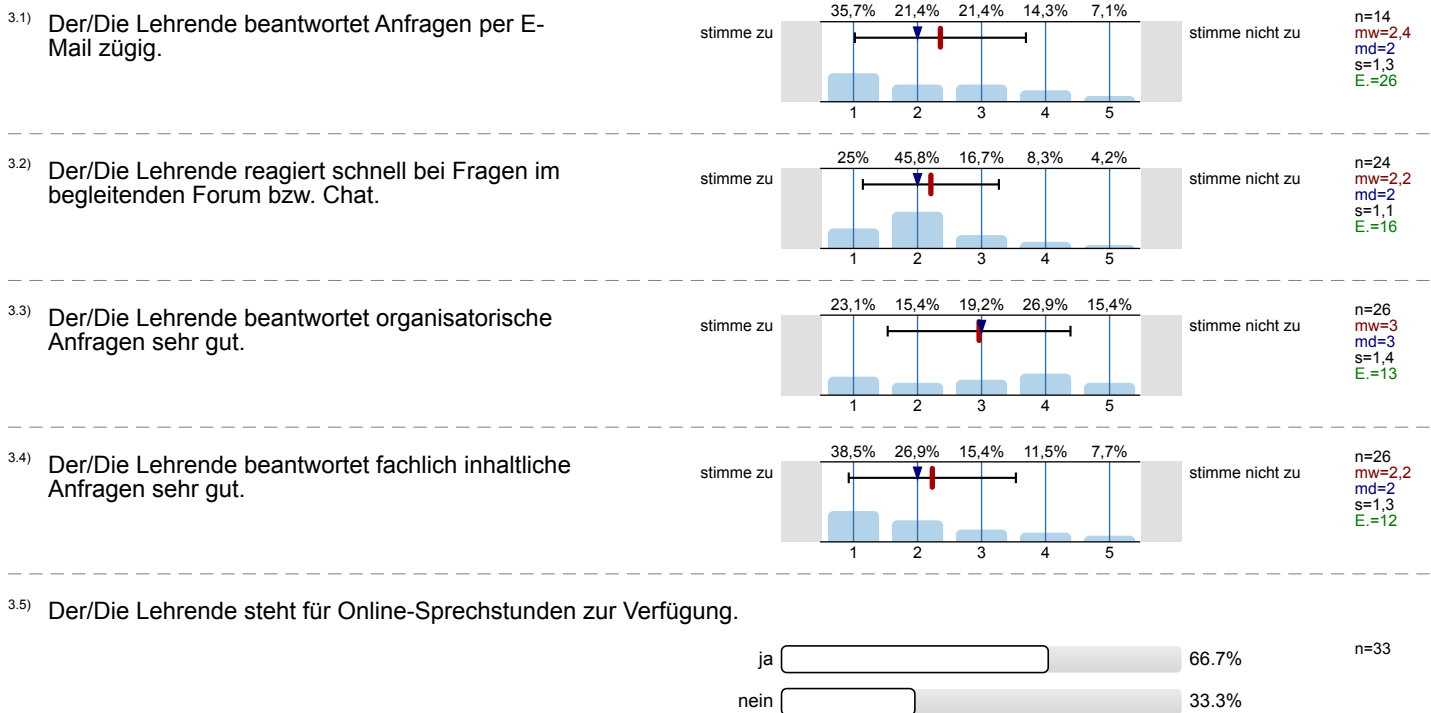 3.1) Der/Die Lehrende beantwortet Anfragen per E-
Mail zügig.
stimme zu
35,7% 21,4% 21,4% 14,3% 7,1%
1 2 3 4 5
stimme nicht zu
n=14
mw=2,4
md=2
s=1,3
E.=26
3.2) Der/Die Lehrende reagiert schnell bei Fragen im
begleitenden Forum bzw. Chat.
stimme zu
25% 45,8% 16,7% 8,3% 4,2%
1 2 3 4 5
stimme nicht zu
n=24
mw=2,2
md=2
s=1,1
E.=16
3.3) Der/Die Lehrende beantwortet organisatorische
Anfragen sehr gut.
stimme zu
23,1% 15,4% 19,2% 26,9% 15,4%
1 2 3 4 5
stimme nicht zu
n=26
mw=3
md=3
s=1,4
E.=13
3.4) Der/Die Lehrende beantwortet fachlich inhaltliche
Anfragen sehr gut.
stimme zu
38,5% 26,9% 15,4% 11,5% 7,7%
1 2 3 4 5
stimme nicht zu
n=26
mw=2,2
md=2
s=1,3
E.=12
3.5) Der/Die Lehrende steht für Online-Sprechstunden zur Verfügung.
ja 66.7%
n=33
nein 33.3%